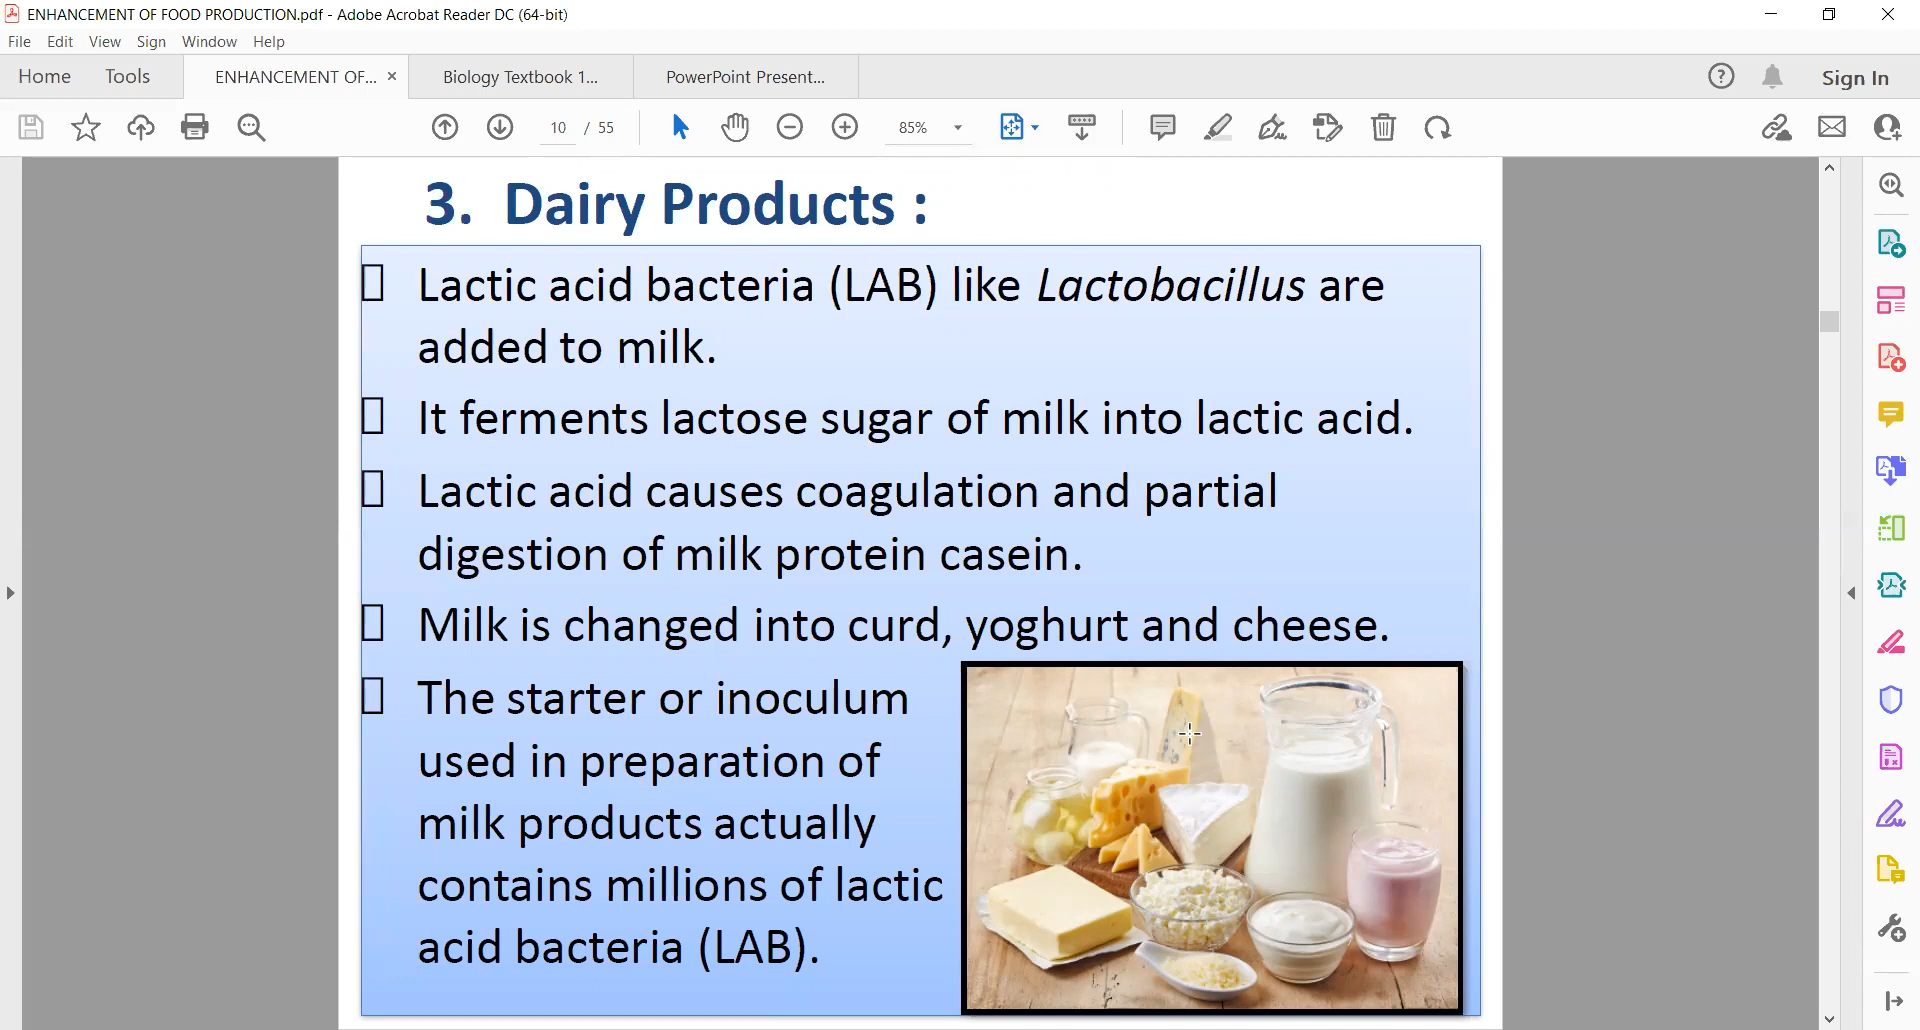 ENHANCEMENT OF FOOD PRODUCTION.pdf - Adobe Acrobat Reader DC (64-bit)
File Edit View Sign Window Help
Home Tools ENHANCEMENT OF... × Biology Textbook 1... PowerPoint Present... Sign In
10 / 55 85%
3. Dairy Products :
Lactic acid bacteria (LAB) like Lactobacillus are
added to milk.
It ferments lactose sugar of milk into lactic acid.
Lactic acid causes coagulation and partial
digestion of milk protein casein.
Milk is changed into curd, yoghurt and cheese.
The starter or inoculum
used in preparation of
milk products actually
contains millions of lactic
acid bacteria (LAB).